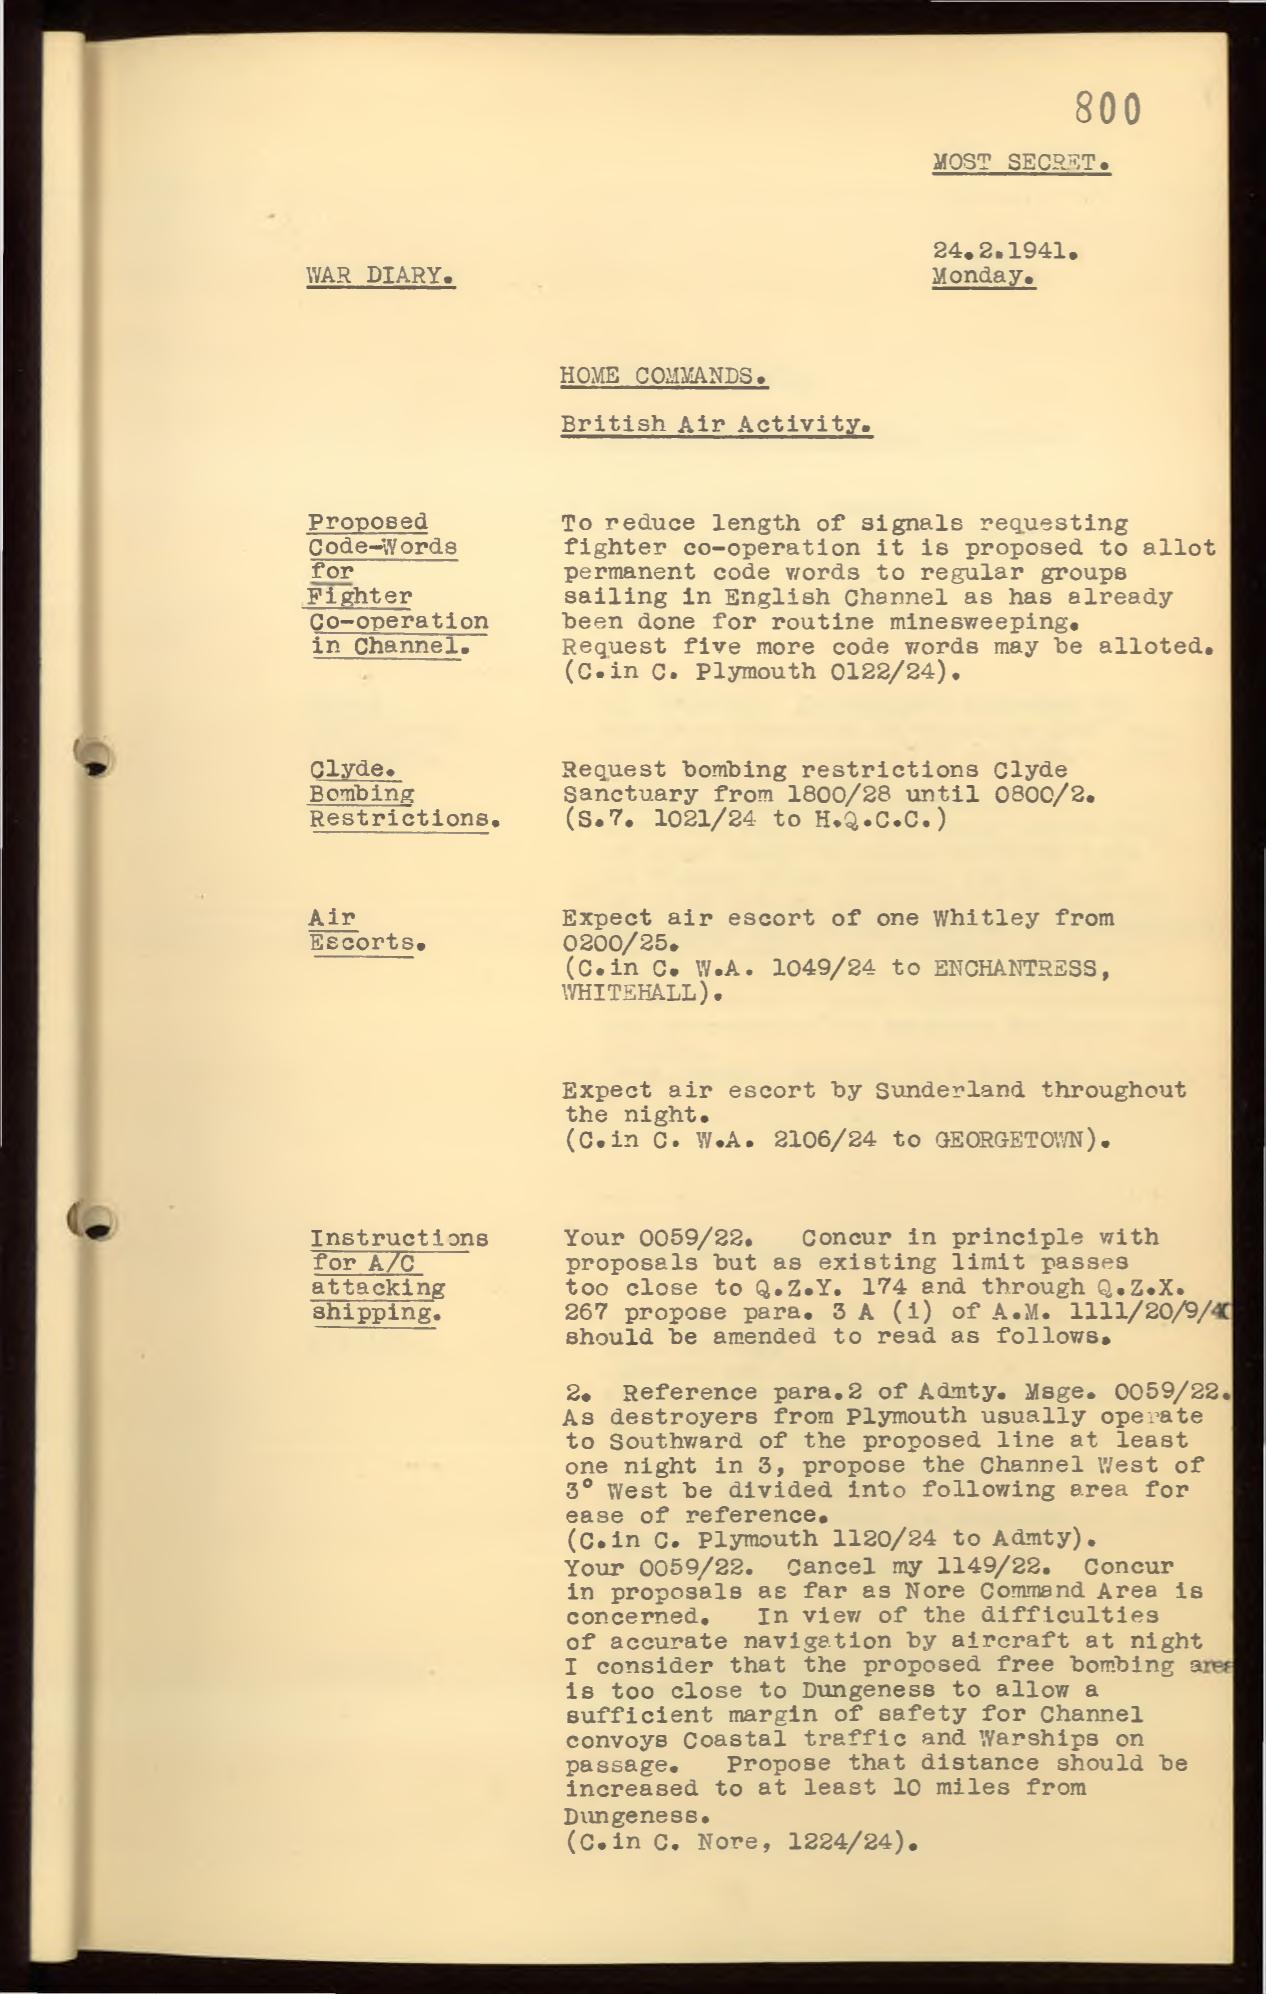 800
MOST SECRET.
24.2.1941.
Monday.
WAR DIARY.
HOME COMMANDS.
British Air Activity.
Proposed
Code-Words
for
Fighter
Co-operation
in Channel.
To reduce length of signals requesting
fighter co-operation it is proposed to allot
permanent code words to regular groups
sailing in English Channel as has already
been done for routine minesweeping.
Request five more code words may be alloted.
(C.in C. Plymouth 0122/24).
Clyde.
Bombing
Restrictions.
Request bombing restrictions Clyde
Sanctuary from 1800/28 until 0800/2.
(S.7. 1021/24 to H.Q.C.C.)
Air
Escorts.
Expect air escort of one Whitley from
0200/25.
(C.in C. W.A. 1049/24 to ENCHANTRESS,
WHITEHALL).
Expect air escort by Sunderland throughout
the night.
(C.in C. W.A. 2106/24 to GEORGETOWN).
Instructions
for A/C
attacking
shipping.
Your 0059/22. Concur in principle with
proposals but as existing limit passes
too close to Q.Z.Y. 174 and through Q.Z.X.
267 propose para. 3 A (i) of A.M. 1111/20/9/40
should be amended to read as follows.
2. Reference para.2 of Admty. Msge. 0059/22.
As destroyers from Plymouth usually operate
to Southward of the proposed line at least
one night in 3, propose the Channel West of
3° West be divided into following area for
ease of reference.
(C.in C. Plymouth 1120/24 to Admty).
Your 0059/22. Cancel my 1149/22. Concur
in proposals as far as Nore Command Area is
concerned. In view of the difficulties
of accurate navigation by aircraft at night
I consider that the proposed free bombing area
is too close to Dungeness to allow a
sufficient margin of safety for Channel
convoys Coastal traffic and Warships on
passage. Propose that distance should be
increased to at least 10 miles from
Dungeness.
(C.in C. Nore, 1224/24).